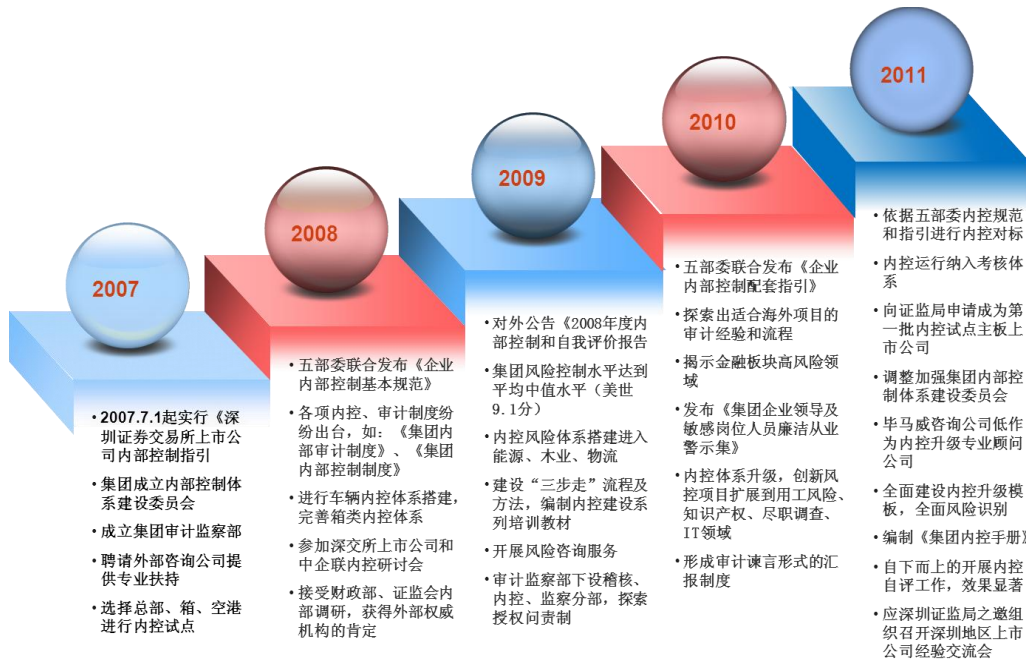 2007
• 2007.7.1起实行《深
圳证券交易所上市公
司内部控制指引
• 集团成立内部控制体
系建设委员会
• 成立集团审计监察部
• 聘请外部咨询公司提
供专业扶持
• 选择总部、箱、空港
进行内控试点
2008
• 五部委联合发布《企业
内部控制基本规范》
• 各项内控、审计制度纷
纷出台，如：《集团内
部审计制度》、《集团
内部控制制度》
• 进行车辆内控体系搭建，
完善箱类内控体系
• 参加深交所上市公司和
中企联内控研讨会
• 接受财政部、证监会内
部调研，获得外部权威
机构的肯定
2009
• 对外公告《2008年度内
部控制和自我评价报告
• 集团风险控制水平达到
平均中值水平（美世
9.1分）
• 内控风险体系搭建进入
能源、木业、物流
• 建设“三步走”流程及
方法，编制内控建设系
列培训教材
• 开展风险咨询服务
• 审计监察部下设稽核、
内控、监察分部，探索
授权问责制
2010
• 五部委联合发布《企业
内部控制配套指引》
• 探索出适合海外项目的
审计经验和流程
• 揭示金融板块高风险领
域
• 发布《集团企业领导及
敏感岗位人员廉洁从业
警示集》
• 内控体系升级，创新风
控项目扩展到用工风险、
知识产权、尽职调查、
IT领域
• 形成审计谏言形式的汇
报制度
2011
• 依据五部委内控规范
和指引进行内控对标
• 内控运行纳入考核体
系
• 向证监局申请成为第
一批内控试点主板上
市公司
• 调整加强集团内部控
制体系建设委员会
• 毕马威咨询公司低作
为内控升级专业顾问
公司
• 全面建设内控升级模
板，全面风险识别
• 编制《集团内控手册》
• 自下而上的开展内控
自评工作，效果显著
• 应深圳证监局之邀组
织召开深圳地区上市
公司经验交流会